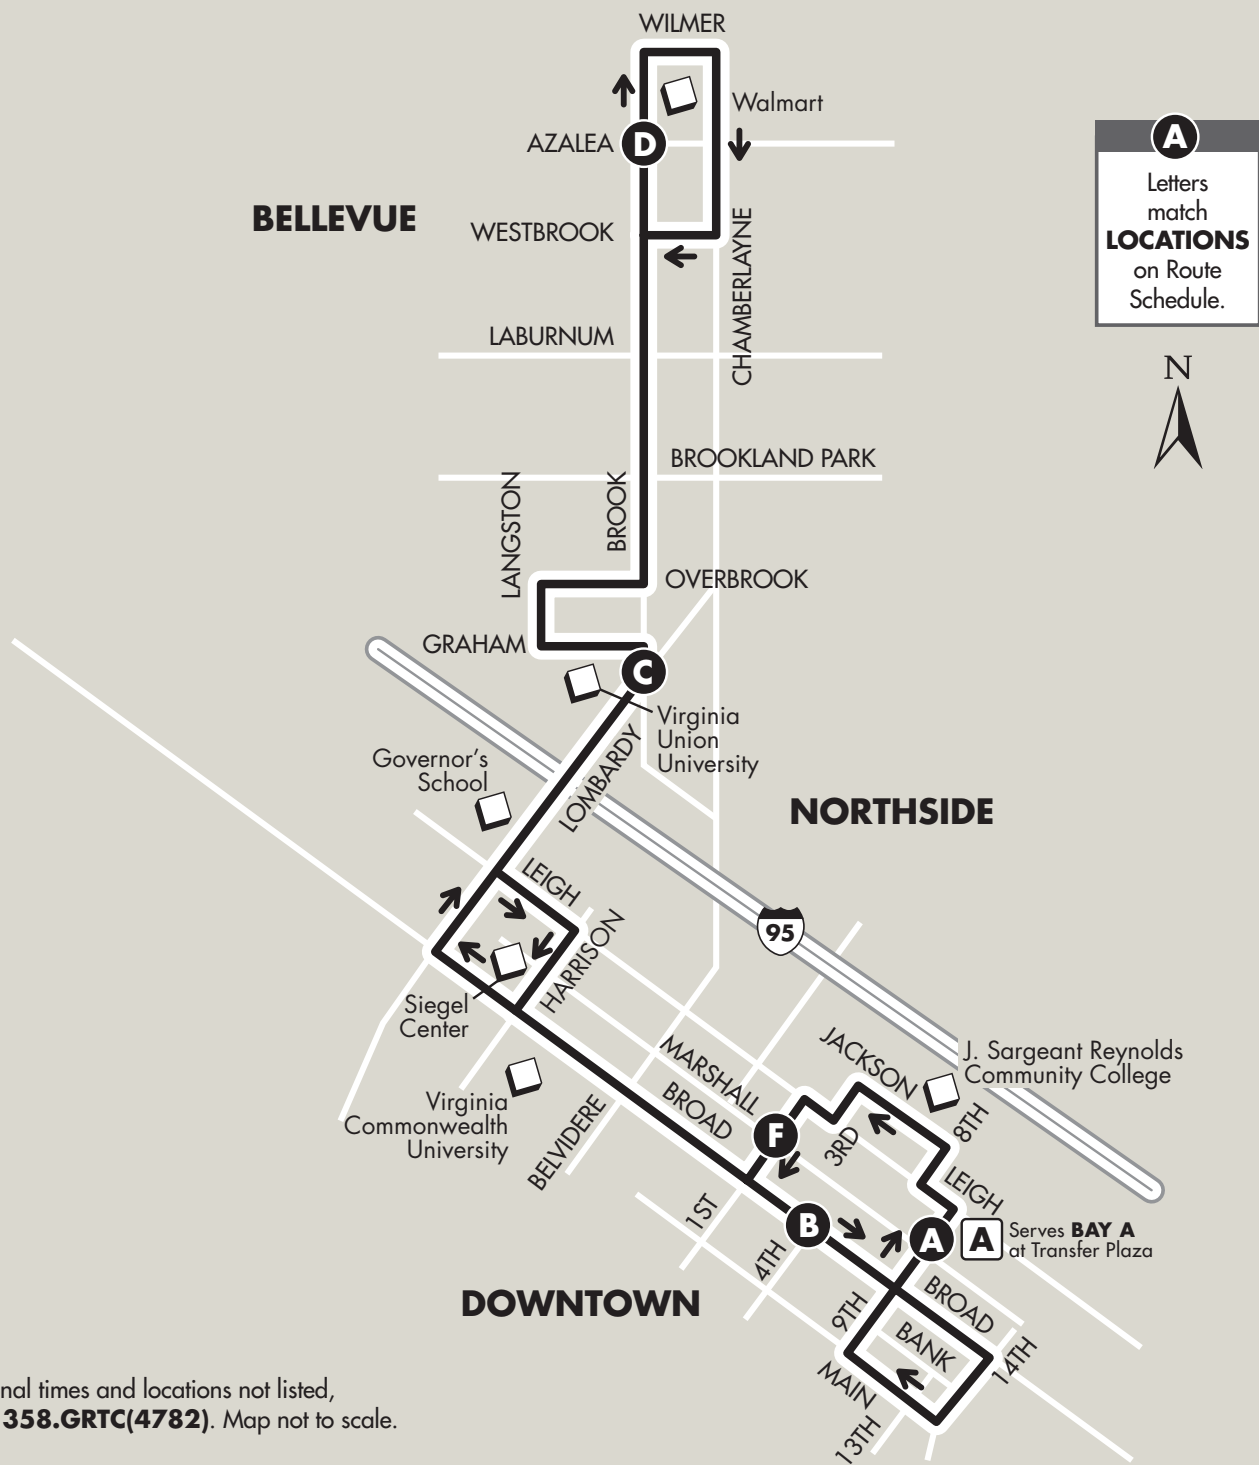 WILMER
Walmart
AZALEA
D
BELLEVUE
WESTBROOK
CHAMBERLAYNE
LABURNUM
A
Letters
match
LOCATIONS
on Route
Schedule.
N
BROOKLAND PARK
LANGSTON
BROOK
OVERBROOK
GRAHAM
C
Virginia
Union
University
Governor's
School
LOMBARDY
NORTHSIDE
LEIGH
HARRISON
95
Siegel
Center
Virginia
Commonwealth
University
BELVIDERE
MARSHALL
BROAD
JACKSON
J. Sargeant Reynolds
Community College
8TH
F
3RD
LEIGH
1ST
B
4TH
A
A
Serves BAY A
at Transfer Plaza
DOWNTOWN
9TH
BROAD
BANK
14TH
MAIN
13TH
nal times and locations not listed,
358.GRTC(4782). Map not to scale.